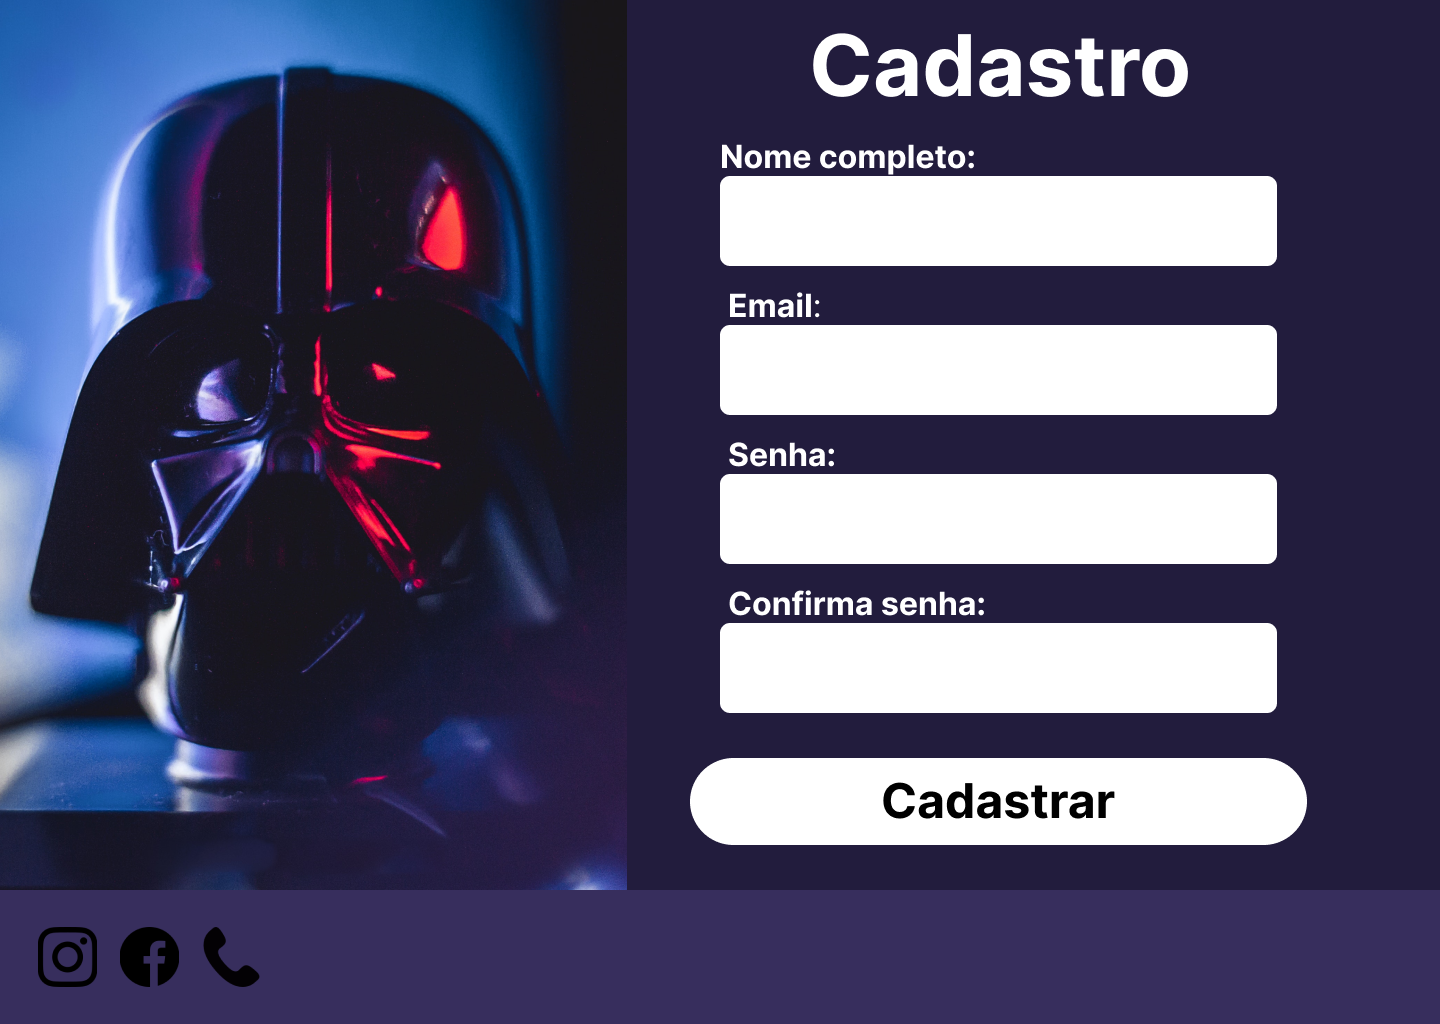 Cadastro
Nome completo:
Email:
Senha:
Confirma senha:
Cadastrar